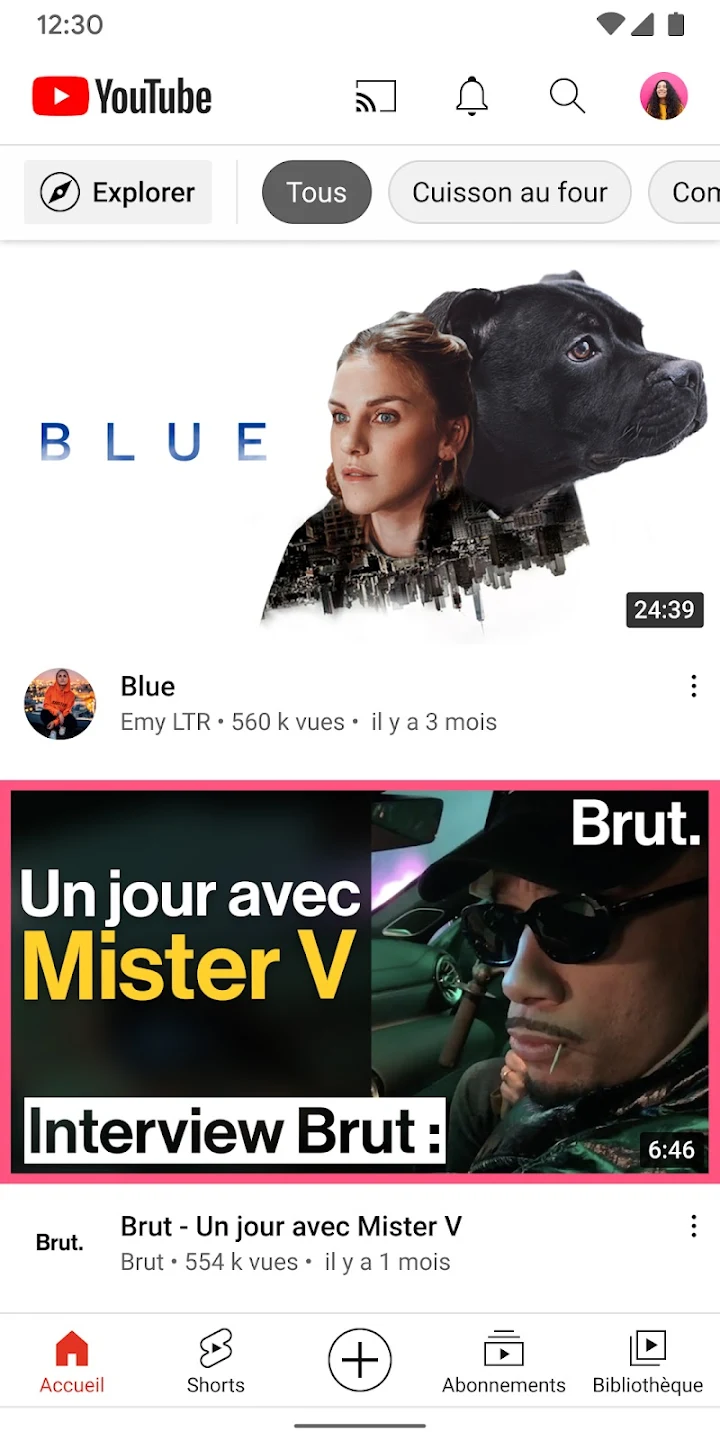 12:30
YouTube
Explorer
Tous
Cuisson au four
Con
BLUE
24:39
Blue
Emy LTR • 560 k vues • il y a 3 mois
Brut.
Un jour avec
Mister V
Interview Brut :
6:46
Brut.
Brut - Un jour avec Mister V
Brut • 554 k vues • il y a 1 mois
Accueil
Shorts
Abonnements
Bibliothèque